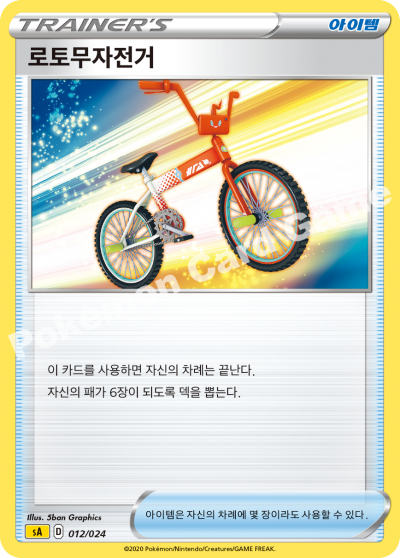 TRAINER'S
아이템
로토무자전거
Pokémon Card Game
이 카드를 사용하면 자신의 차례는 끝난다.
자신의 패가 6장이 되도록 덱을 뽑는다.
Illus. 5ban Graphics
sA D 012/024
아이템은 자신의 차례에 몇 장이라도 사용할 수 있다.
©2020 Pokémon/Nintendo/Creatures/GAME FREAK.